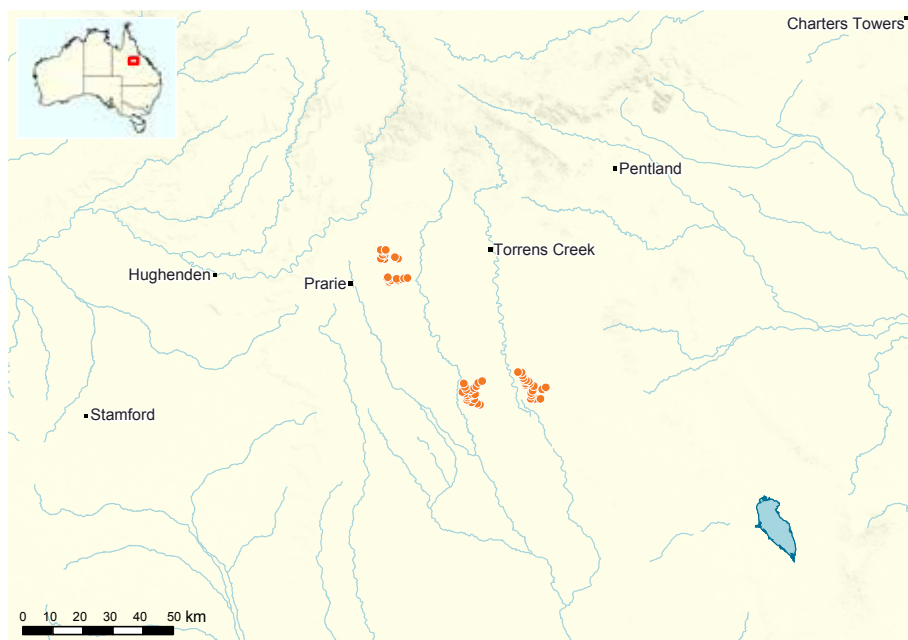 Charters Towers
Pentland
Torrens Creek
Hughenden
Prarie
Stamford
0 10 20 30 40 50 km